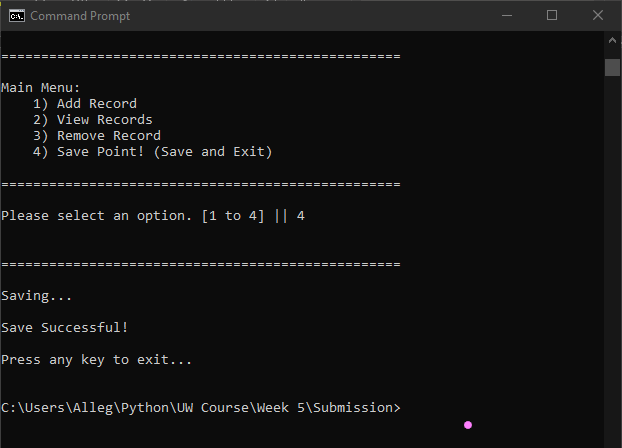 Command Prompt
==================================================
Main Menu:
1) Add Record
2) View Records
3) Remove Record
4) Save Point! (Save and Exit)
==================================================
Please select an option. [1 to 4] || 4
==================================================
Saving...
Save Successful!
Press any key to exit...
C:\Users\Alleg\Python\UW Course\Week 5\Submission>